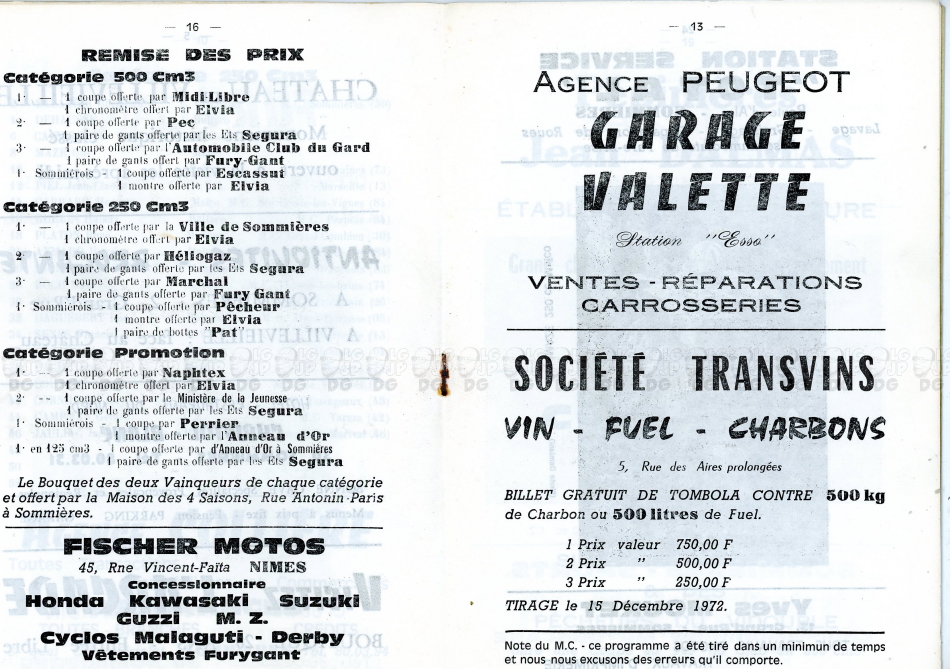 — 16 —
REMISE DES PRIX
Catégorie 500 Cm3
1· — 1 coupe offerte par Midi-Libre
1 chronomètre offert par Elvia
2· — 1 coupe offerte par Pec
1 paire de gants offerte par les Ets Segura
3· — 1 coupe offerte par l'Automobile Club du Gard
1 paire de gants offert par Fury-Gant
1· Sommiérois - 1 coupe offerte par Escassut
1 montre offerte par Elvia
Catégorie 250 Cm3
1· — 1 coupe offerte par la Ville de Sommières
1 chronomètre offert par Elvia
2· — 1 coupe offerte par Héliogaz
1 paire de gants offerte par les Ets Segura
3· — 1 coupe offerte par Marchal
1 paire de gants offerte par Fury Gant
1· Sommiérois - 1 coupe offerte par Pêcheur
1 montre offerte par Elvia
1 paire de bottes "Pat"
Catégorie Promotion
1· — 1 coupe offerte par Naphtex
1 chronomètre offert par Elvia
2· -- 1 coupe offerte par le Ministère de la Jeunesse
1 paire de gants offerte par les Ets Segura
1· Sommiérois - 1 coupe par Perrier
1 montre offerte par l'Anneau d'Or
1· en 125 cm3 - 1 coupe offerte par d'Anneau d'Or à Sommières
1 paire de gants offerte par les Ets Segura
Le Bouquet des deux Vainqueurs de chaque catégorie
et offert par la Maison des 4 Saisons, Rue Antonin-Paris
à Sommières.
FISCHER MOTOS
45, Rne Vincent-Faïta NIMES
Concessionnaire
Honda Kawasaki Suzuki
Guzzi M. Z.
Cyclos Malaguti - Derby
Vêtements Furygant
— 13 —
AGENCE PEUGEOT
GARAGE
VALETTE
Station "Esso"
VENTES - RÉPARATIONS
CARROSSERIES
SOCIÉTÉ TRANSVINS
VIN - FUEL - CHARBONS
5, Rue des Aires prolongées
BILLET GRATUIT DE TOMBOLA CONTRE 500 kg
de Charbon ou 500 litres de Fuel.
1 Prix valeur 750,00 F
2 Prix " 500,00 F
3 Prix " 250,00 F
TIRAGE le 15 Décembre 1972.
Note du M.C. - ce programme a été tiré dans un minimun de temps
et nous nous excusons des erreurs qu'il comporte.